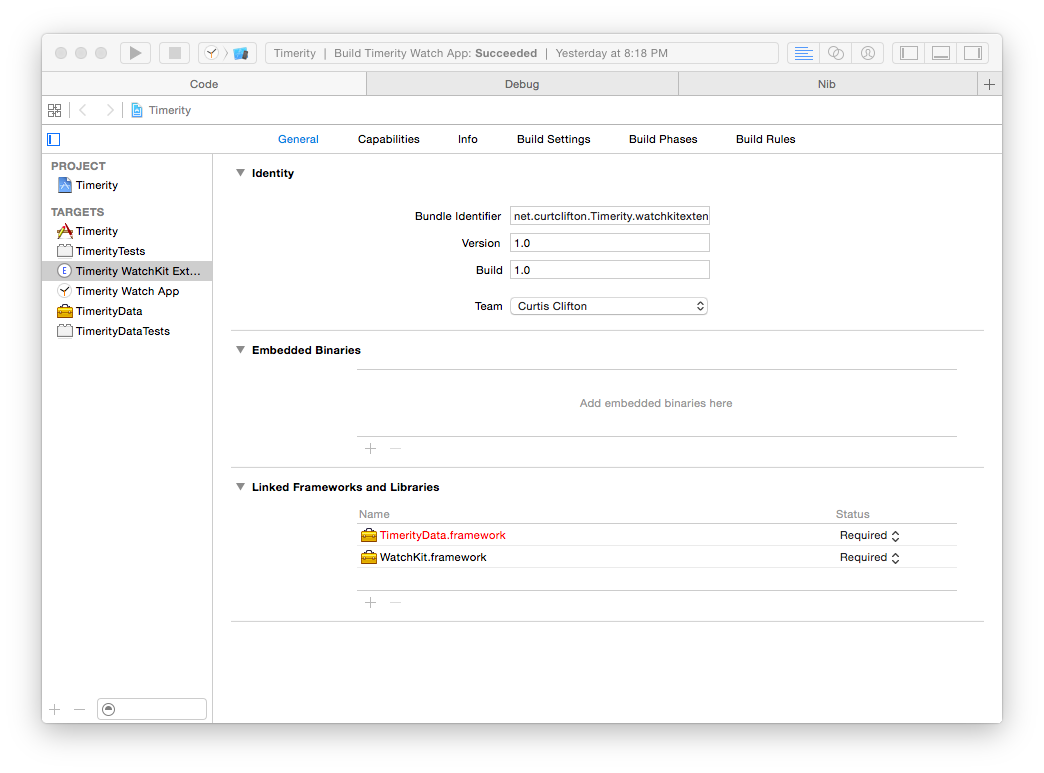 Timerity | Build Timerity Watch App: Succeeded | Yesterday at 8:18 PM
Code Debug Nib
Timerity
General Capabilities Info Build Settings Build Phases Build Rules
PROJECT
Timerity
TARGETS
Timerity
TimerityTests
E Timerity WatchKit Ext...
Timerity Watch App
TimerityData
TimerityDataTests
Identity
Bundle Identifier net.curtclifton.Timerity.watchkitexten
Version 1.0
Build 1.0
Team Curtis Clifton
Embedded Binaries
Add embedded binaries here
Linked Frameworks and Libraries
Name Status
TimerityData.framework Required
WatchKit.framework Required